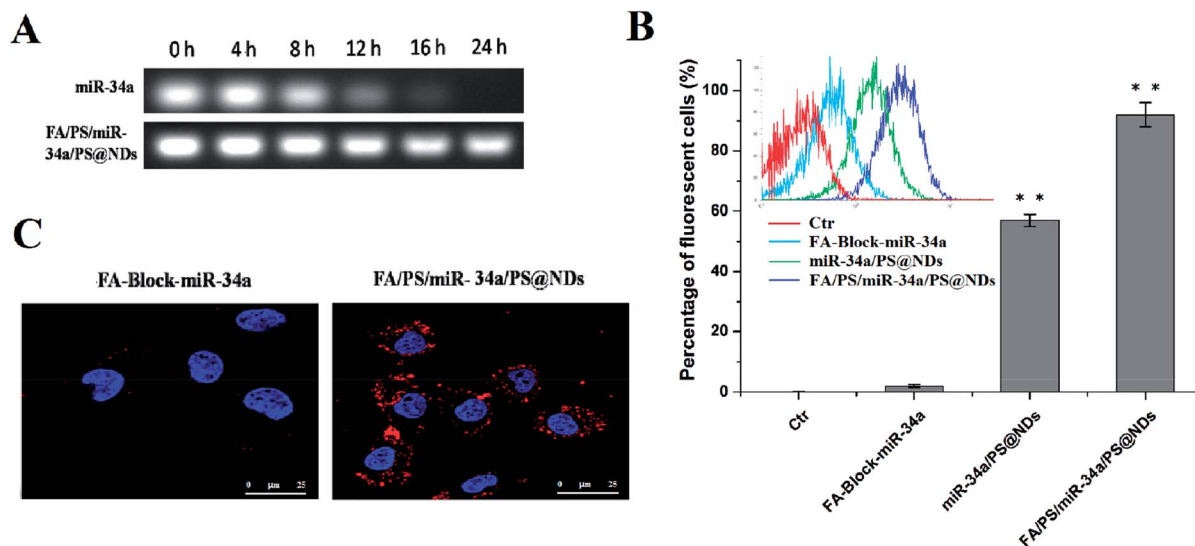 A
0 h 4 h 8 h 12 h 16 h 24 h
miR-34a
FA/PS/miR-
34a/PS@NDs
B
Percentage of fluorescent cells (%)
100
80
60
40
20
0
Ctr
FA-Block-miR-34a
miR-34a/PS@NDs
FA/PS/miR-34a/PS@NDs
* *
* *
Ctr
FA-Block-miR-34a
miR-34a/PS@NDs
FA/PS/miR-34a/PS@NDs
C
FA-Block-miR-34a
FA/PS/miR- 34a/PS@NDs
0 µm 25
0 µm 25